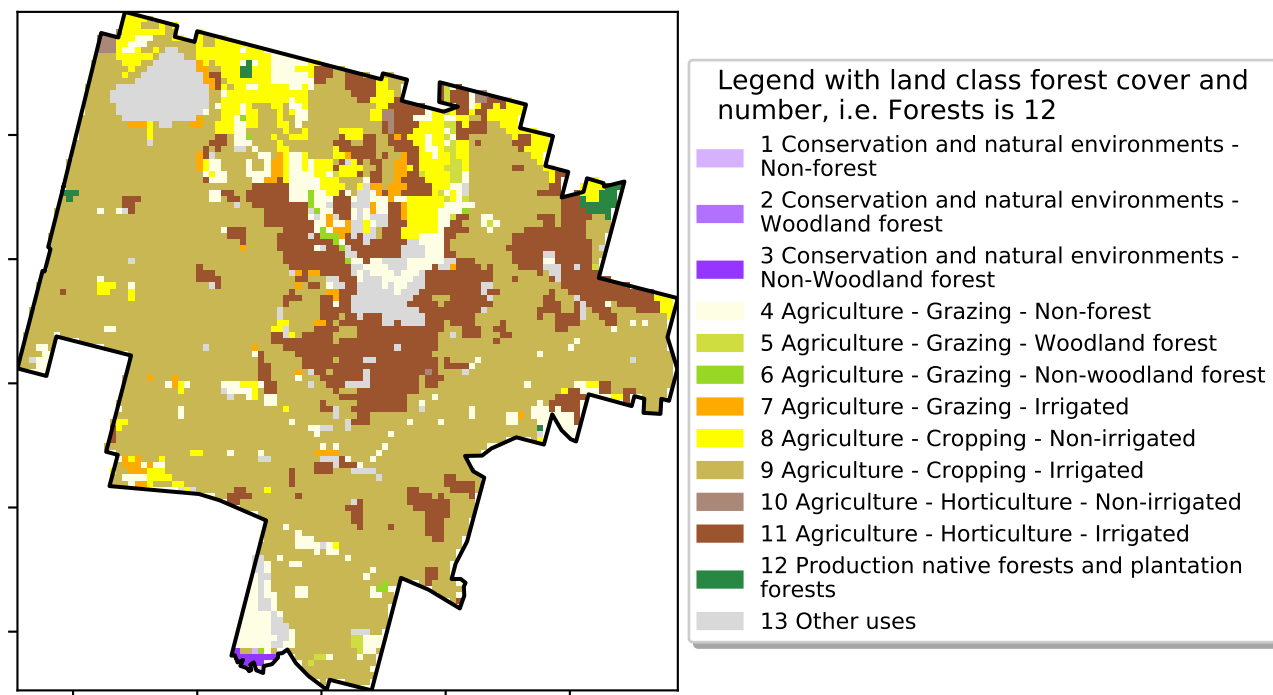 Legend with land class forest cover and
number, i.e. Forests is 12
1 Conservation and natural environments -
Non-forest
2 Conservation and natural environments -
Woodland forest
3 Conservation and natural environments -
Non-Woodland forest
4 Agriculture - Grazing - Non-forest
5 Agriculture - Grazing - Woodland forest
6 Agriculture - Grazing - Non-woodland forest
7 Agriculture - Grazing - Irrigated
8 Agriculture - Cropping - Non-irrigated
9 Agriculture - Cropping - Irrigated
10 Agriculture - Horticulture - Non-irrigated
11 Agriculture - Horticulture - Irrigated
12 Production native forests and plantation
forests
13 Other uses